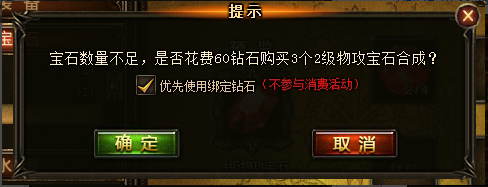 提示
宝石数量不足，是否花费60钻石购买3个2级物攻宝石合成？
优先使用绑定钻石（不参与消费活动）
确定
取消